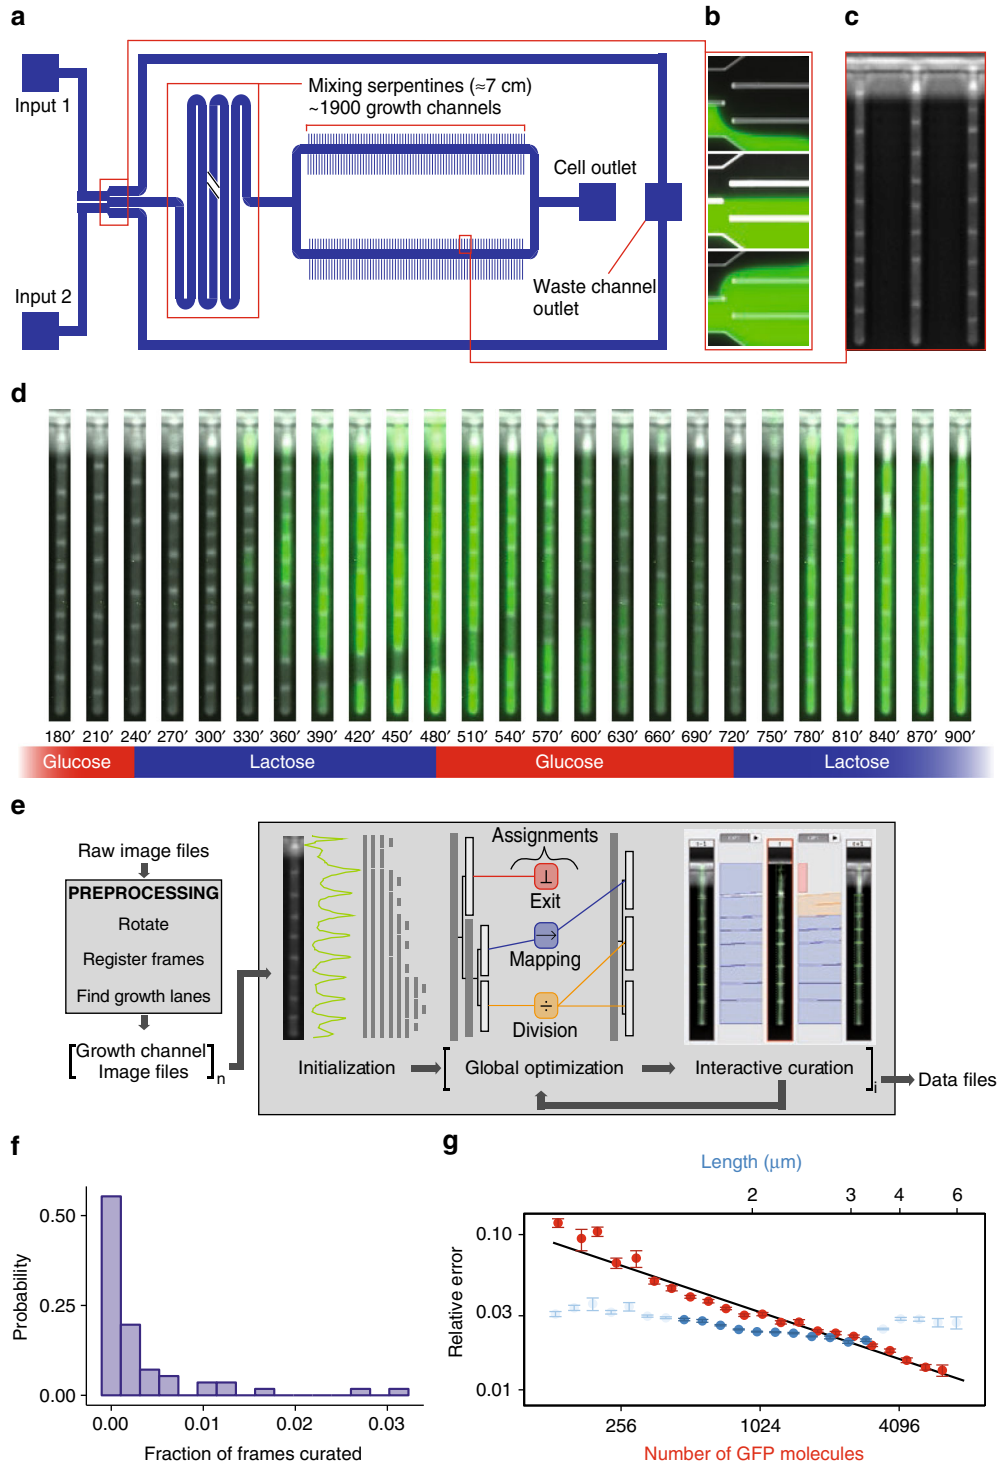 a
b
c
Input 1
Mixing serpentines (≈7 cm)
~1900 growth channels
Cell outlet
Input 2
Waste channel
outlet
d
180′ 210′ 240′ 270′ 300′ 330′ 360′ 390′ 420′ 450′ 480′ 510′ 540′ 570′ 600′ 630′ 660′ 690′ 720′ 750′ 780′ 810′ 840′ 870′ 900′
Glucose Lactose Glucose Lactose
e
Raw image files
PREPROCESSING
Rotate
Register frames
Find growth lanes
[Growth channel
Image files]n
Assignments
⊥
Exit
→
Mapping
÷
Division
t-1
t
t+1
Initialization
[Global optimization
Interactive curation]i
Data files
f
Probability
0.50
0.25
0.00
0.00 0.01 0.02 0.03
Fraction of frames curated
g
Length (μm)
2 3 4 6
Relative error
0.10
0.03
0.01
256 1024 4096
Number of GFP molecules